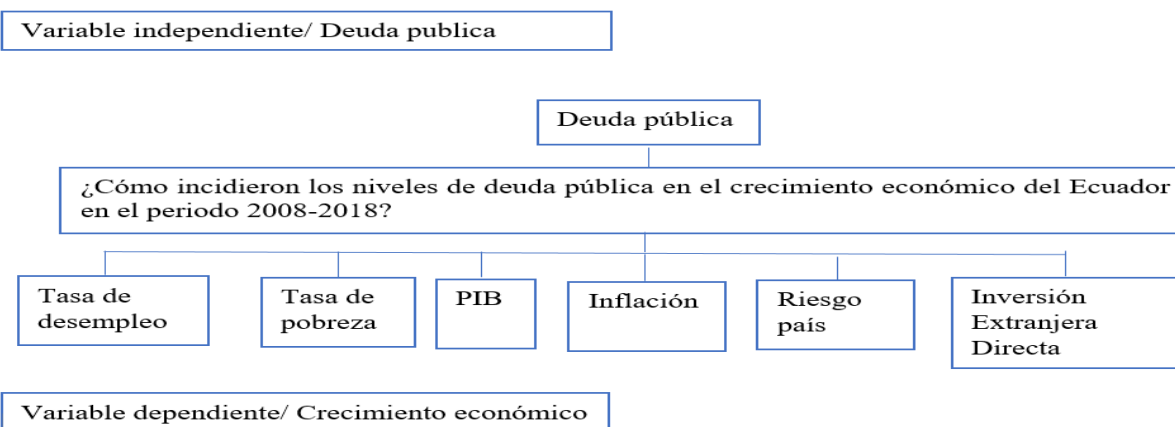 Variable independiente/ Deuda publica
Deuda pública
¿Cómo incidieron los niveles de deuda pública en el crecimiento económico del Ecuador
en el periodo 2008-2018?
Tasa de
desempleo
Tasa de
pobreza
PIB
Inflación
Riesgo
país
Inversión
Extranjera
Directa
Variable dependiente/ Crecimiento económico